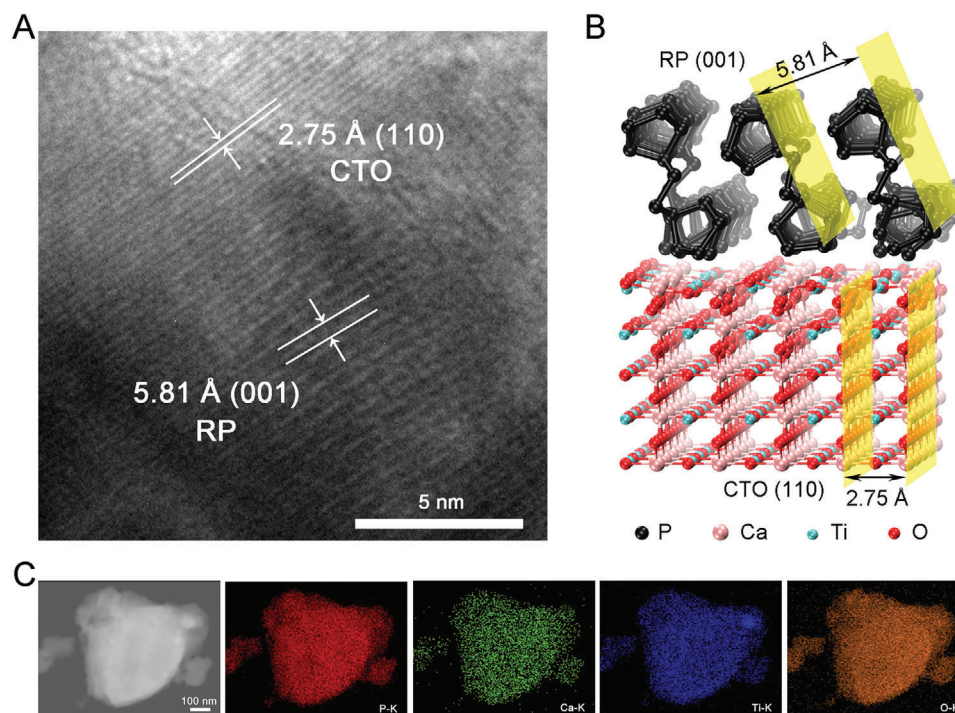 A
2.75 Å (110)
CTO
5.81 Å (001)
RP
5 nm
B
RP (001)
5.81 Å
CTO (110)
2.75 Å
P
Ca
Ti
O
C
100 nm
P-K
Ca-K
Ti-K
O-K